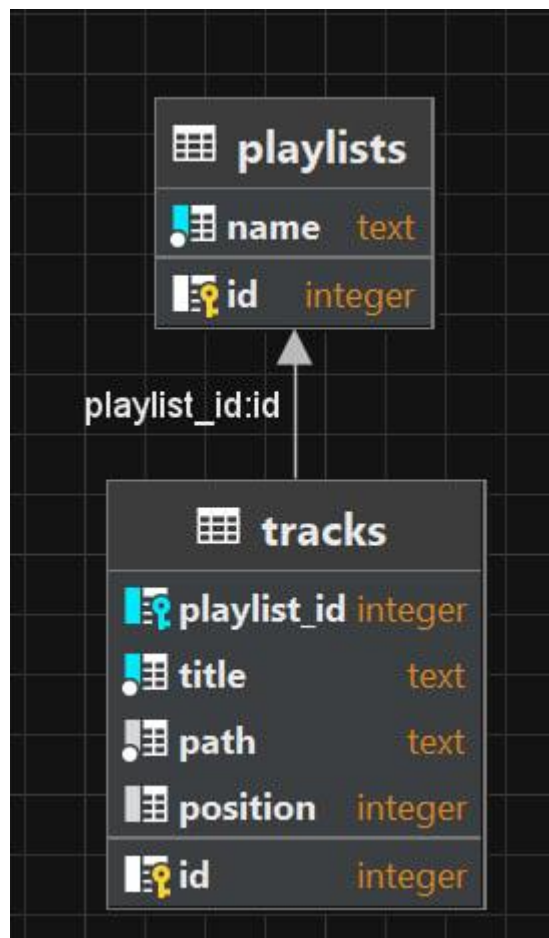 playlists
name text
id integer
playlist_id:id
tracks
playlist_id integer
title text
path text
position integer
id integer